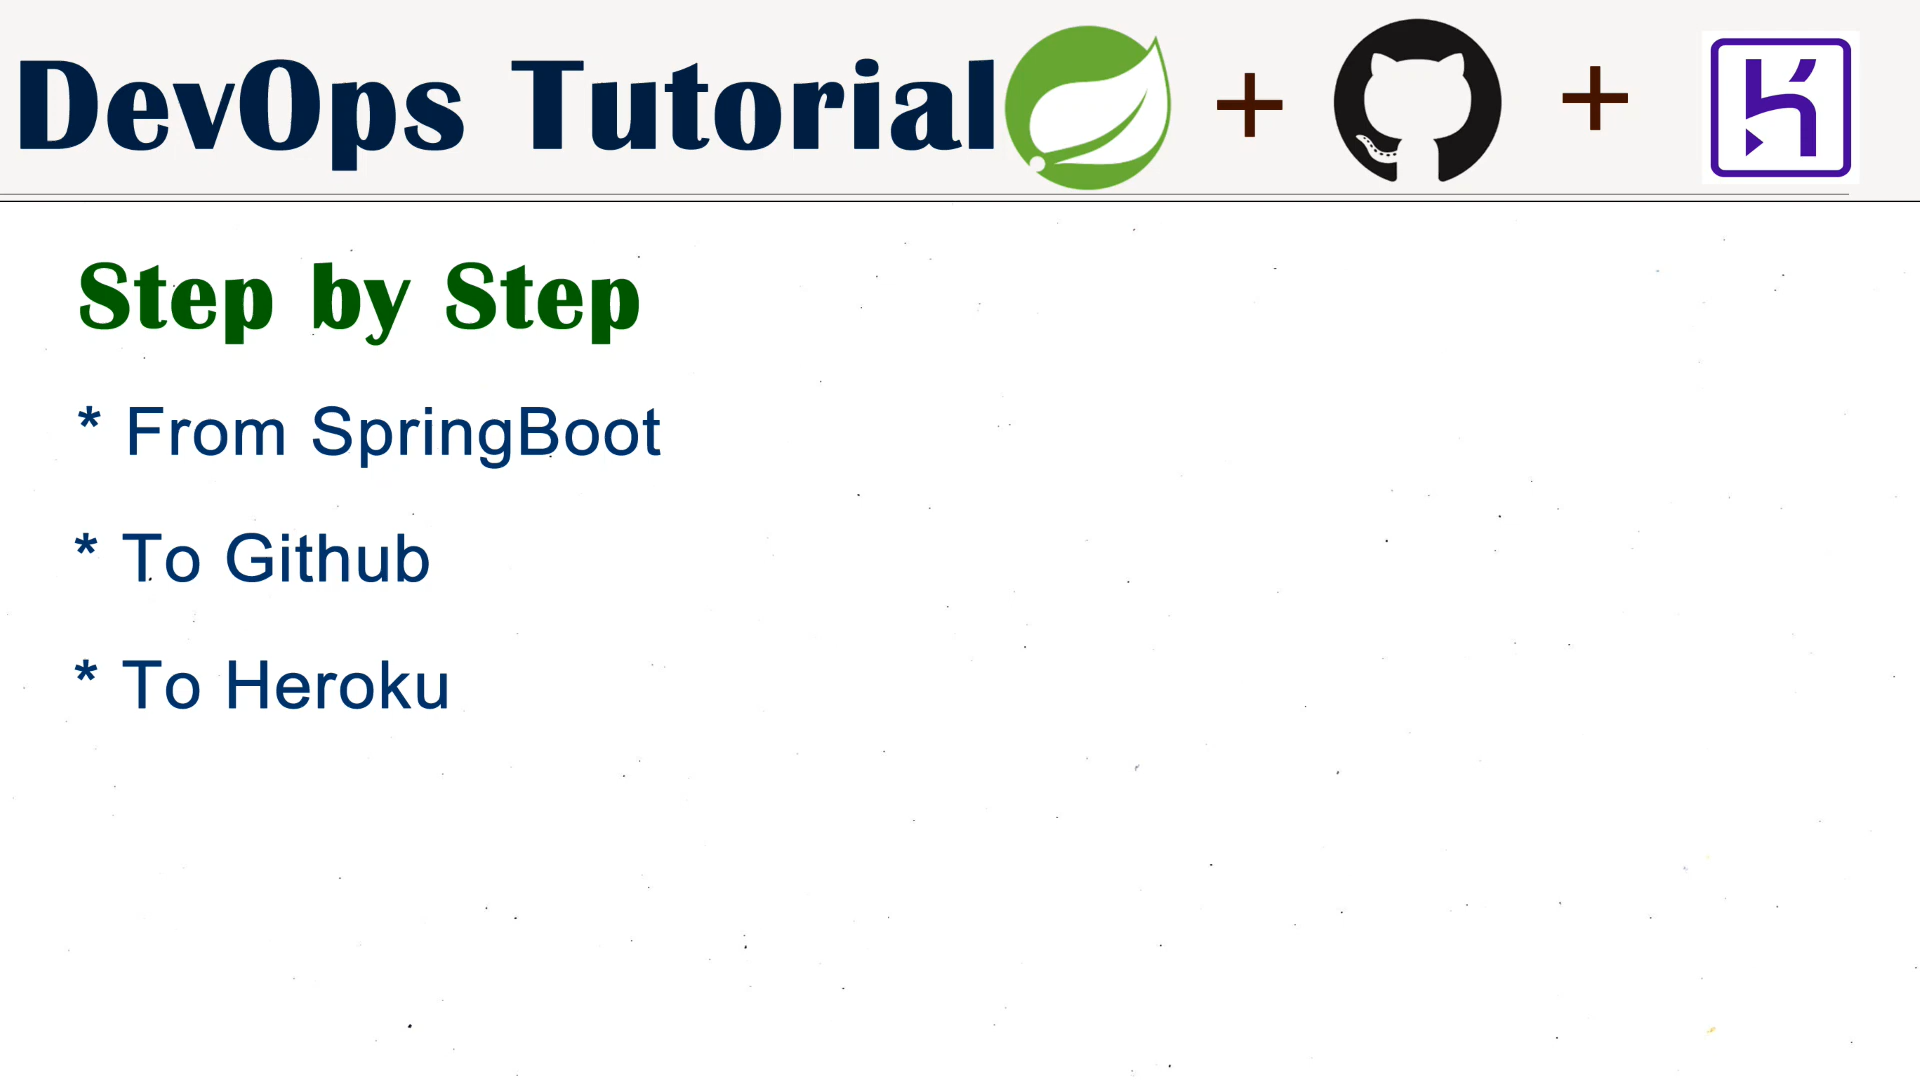 DevOps Tutorial + +
Step by Step
* From SpringBoot
* To Github
* To Heroku